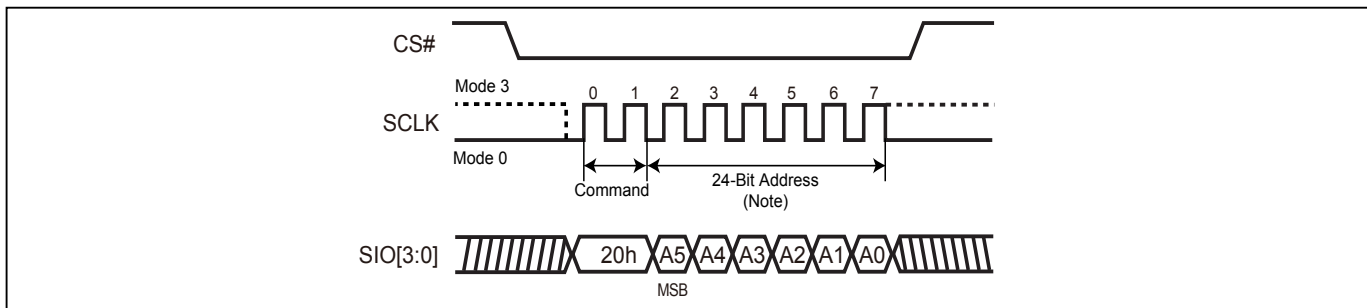 CS#
Mode 3
0 1 2 3 4 5 6 7
SCLK
Mode 0
Command
24-Bit Address
(Note)
SIO[3:0]
20h A5 A4 A3 A2 A1 A0
MSB